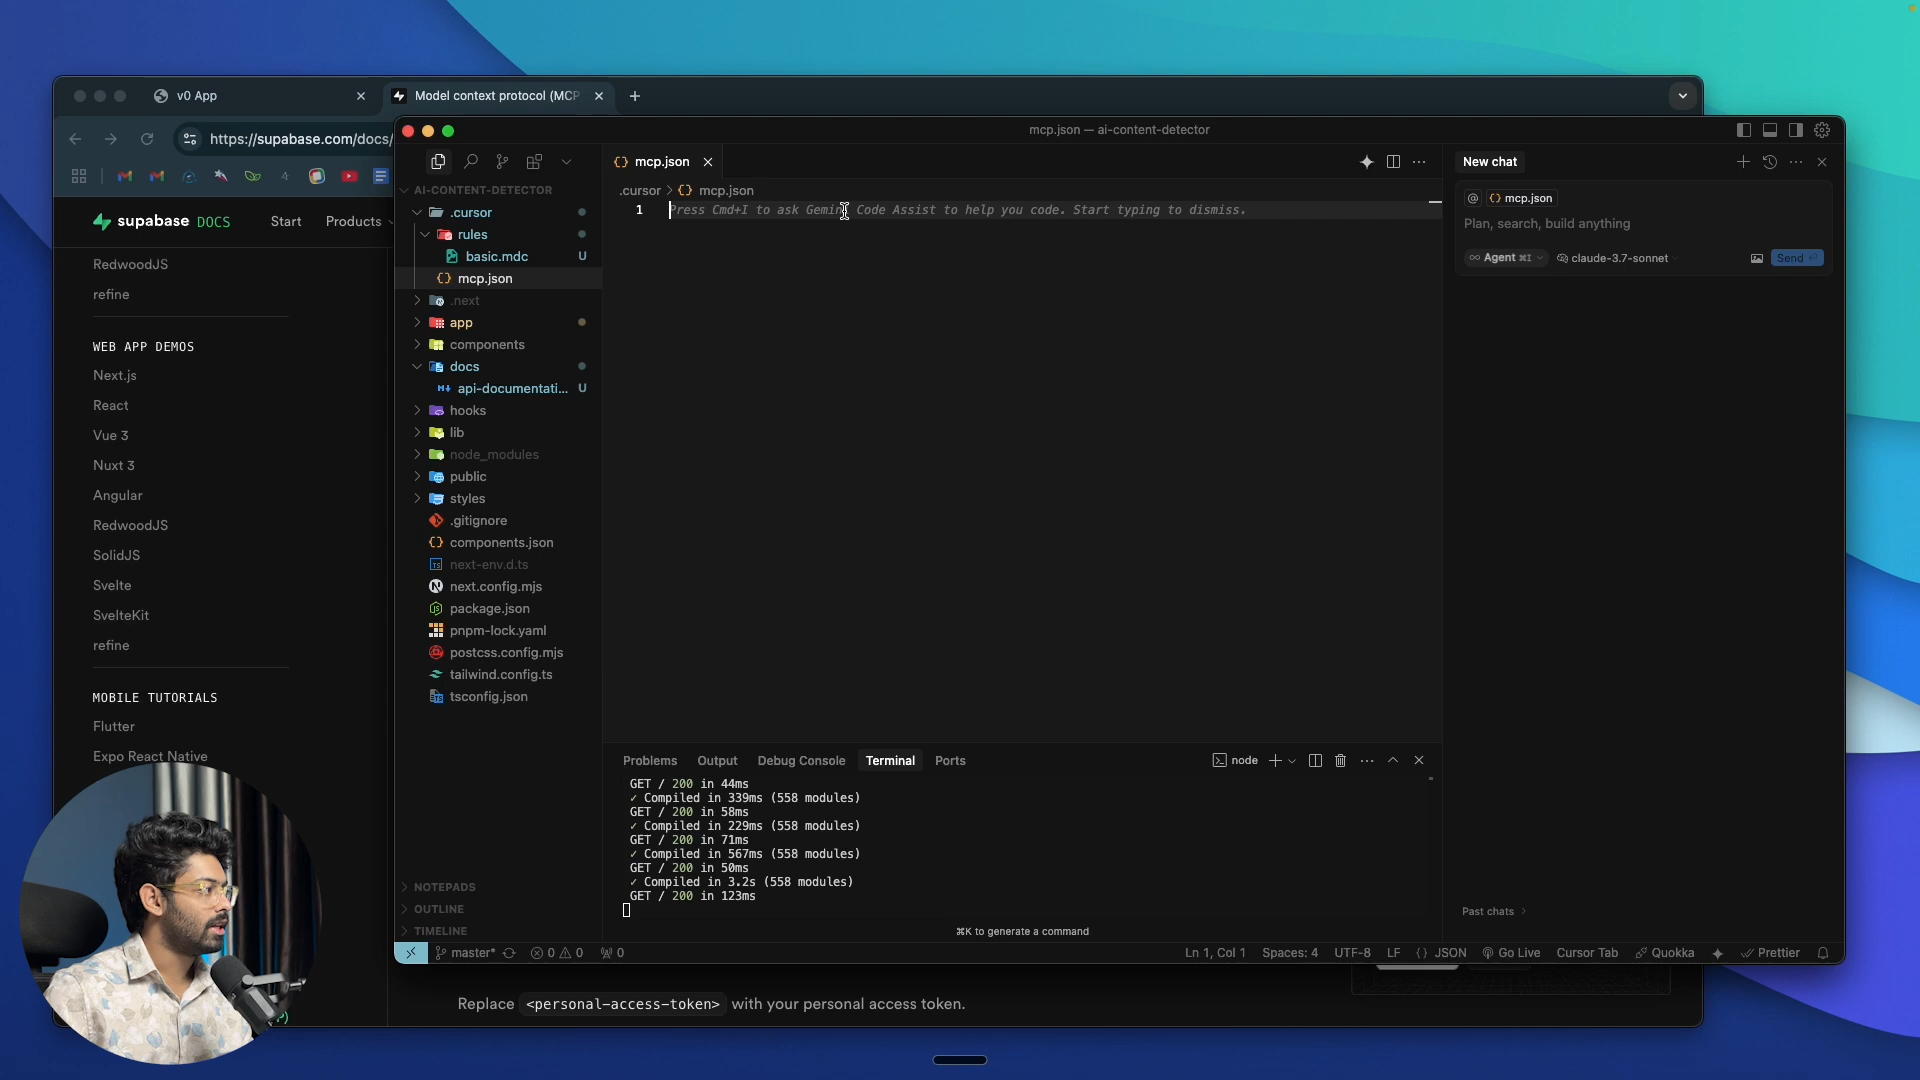 v0 App
Model context protocol (MCP
https://supabase.com/docs/
supabase DOCS
Start
Products
RedwoodJS
refine
WEB APP DEMOS
Next.js
React
Vue 3
Nuxt 3
Angular
RedwoodJS
SolidJS
Svelte
SvelteKit
refine
MOBILE TUTORIALS
Flutter
Expo React Native
mcp.json — ai-content-detector
AI-CONTENT-DETECTOR
.cursor
rules
basic.mdc U
mcp.json
.next
app
components
docs
api-documentati... U
hooks
lib
node_modules
public
styles
.gitignore
components.json
next-env.d.ts
next.config.mjs
package.json
pnpm-lock.yaml
postcss.config.mjs
tailwind.config.ts
tsconfig.json
NOTEPADS
OUTLINE
TIMELINE
mcp.json
.cursor > {} mcp.json
1 Press Cmd+I to ask Gemini Code Assist to help you code. Start typing to dismiss.
Problems Output Debug Console Terminal Ports
node
GET / 200 in 44ms
✓ Compiled in 339ms (558 modules)
GET / 200 in 58ms
✓ Compiled in 229ms (558 modules)
GET / 200 in 71ms
✓ Compiled in 567ms (558 modules)
GET / 200 in 50ms
✓ Compiled in 3.2s (558 modules)
GET / 200 in 123ms
⌘K to generate a command
New chat
@ {} mcp.json
Plan, search, build anything
∞ Agent ⌘I claude-3.7-sonnet Send
Past chats >
master* 0 0 0
Ln 1, Col 1 Spaces: 4 UTF-8 LF {} JSON Go Live Cursor Tab Quokka Prettier
Replace <personal-access-token> with your personal access token.